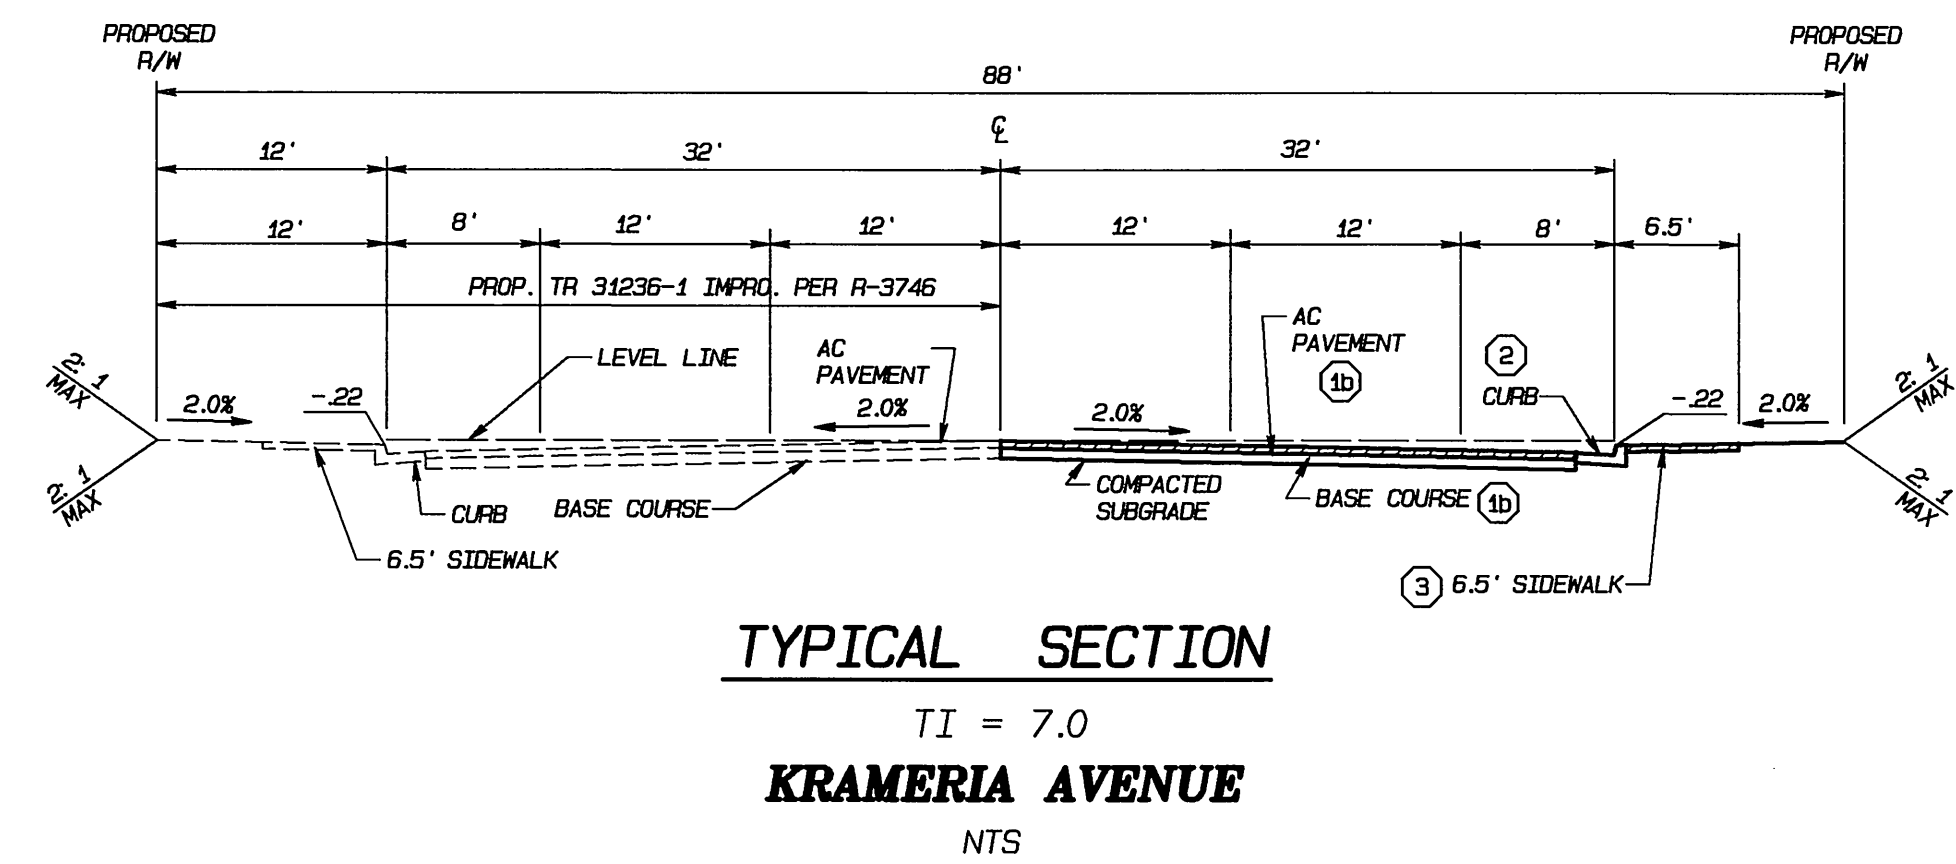 PROPOSED
R/W
PROPOSED
R/W
88'
℄
12'
32'
32'
12'
8'
12'
12'
12'
12'
8'
6.5'
PROP. TR 31236-1 IMPRO. PER R-3746
2: 1
MAX
2: 1
MAX
2.0%
-.22
LEVEL LINE
AC
PAVEMENT
2.0%
2.0%
AC
PAVEMENT
1b
2
CURB
-.22
2.0%
2: 1
MAX
2: 1
MAX
CURB
BASE COURSE
6.5' SIDEWALK
COMPACTED
SUBGRADE
BASE COURSE 1b
3 6.5' SIDEWALK
TYPICAL SECTION
TI = 7.0
KRAMERIA AVENUE
NTS